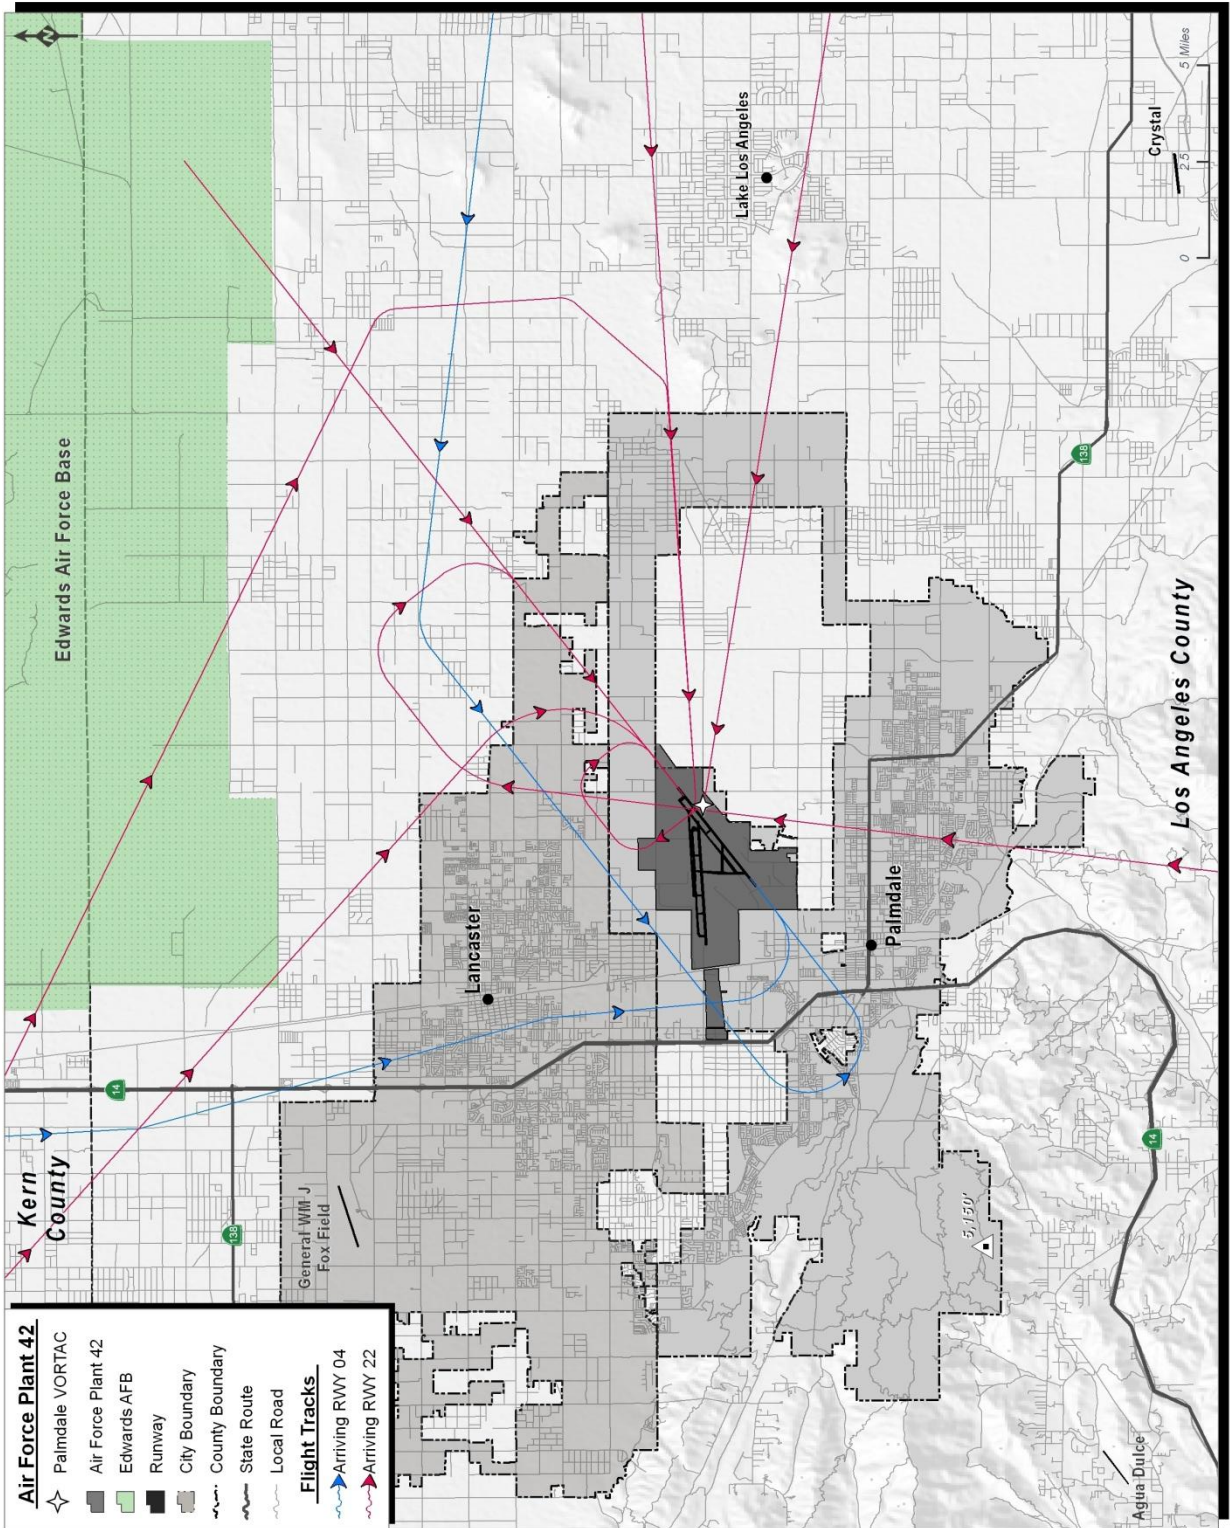 Air Force Plant 42
Palmdale VORTAC
Air Force Plant 42
Edwards AFB
Runway
City Boundary
County Boundary
State Route
Local Road
Flight Tracks
Arriving RWY 04
Arriving RWY 22
N
Edwards Air Force Base
Kern
County
14
138
General WM J
Fox Field
Lancaster
Lake Los Angeles
Palmdale
138
5,150'
14
Los Angeles County
Agua Dulce
Crystal
0
2.5
5 Miles